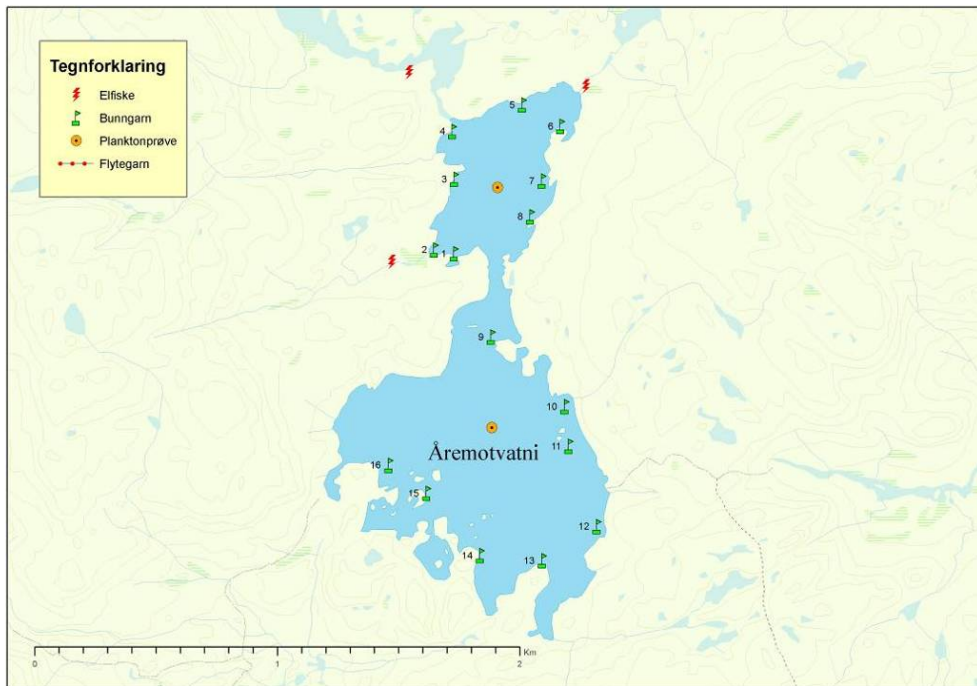 Tegnforklaring
Elfiske
Bunngarn
Planktonprøve
Flytegarn
5
4
6
3
7
8
2
1
9
10
Åremotvatni
11
16
15
12
14
13
0
1
2
Km